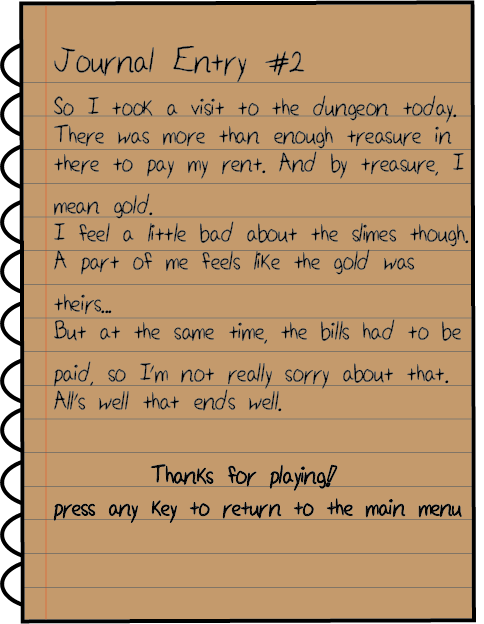 Journal Entry #2
So I took a visit to the dungeon today.
There was more than enough treasure in
there to pay my rent. And by treasure, I
mean gold.
I feel a little bad about the slimes though.
A part of me feels like the gold was
theirs...
But at the same time, the bills had to be
paid, so I'm not really sorry about that.
All's well that ends well.
Thanks for playing!!
press any Key to return to the main menu